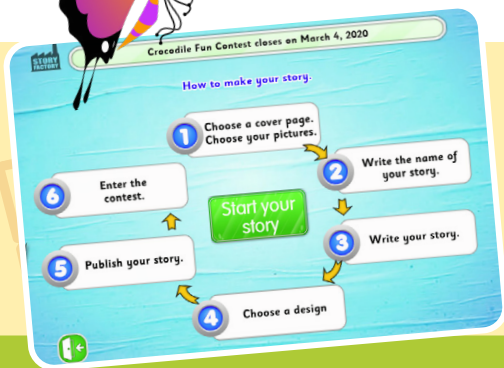 STORY
FACTORY
Crocodile Fun Contest closes on March 4, 2020
How to make your story.
1
Choose a cover page.
Choose your pictures.
2
Write the name of
your story.
3
Write your story.
4
Choose a design
5
Publish your story.
6
Enter the
contest.
Start your
story